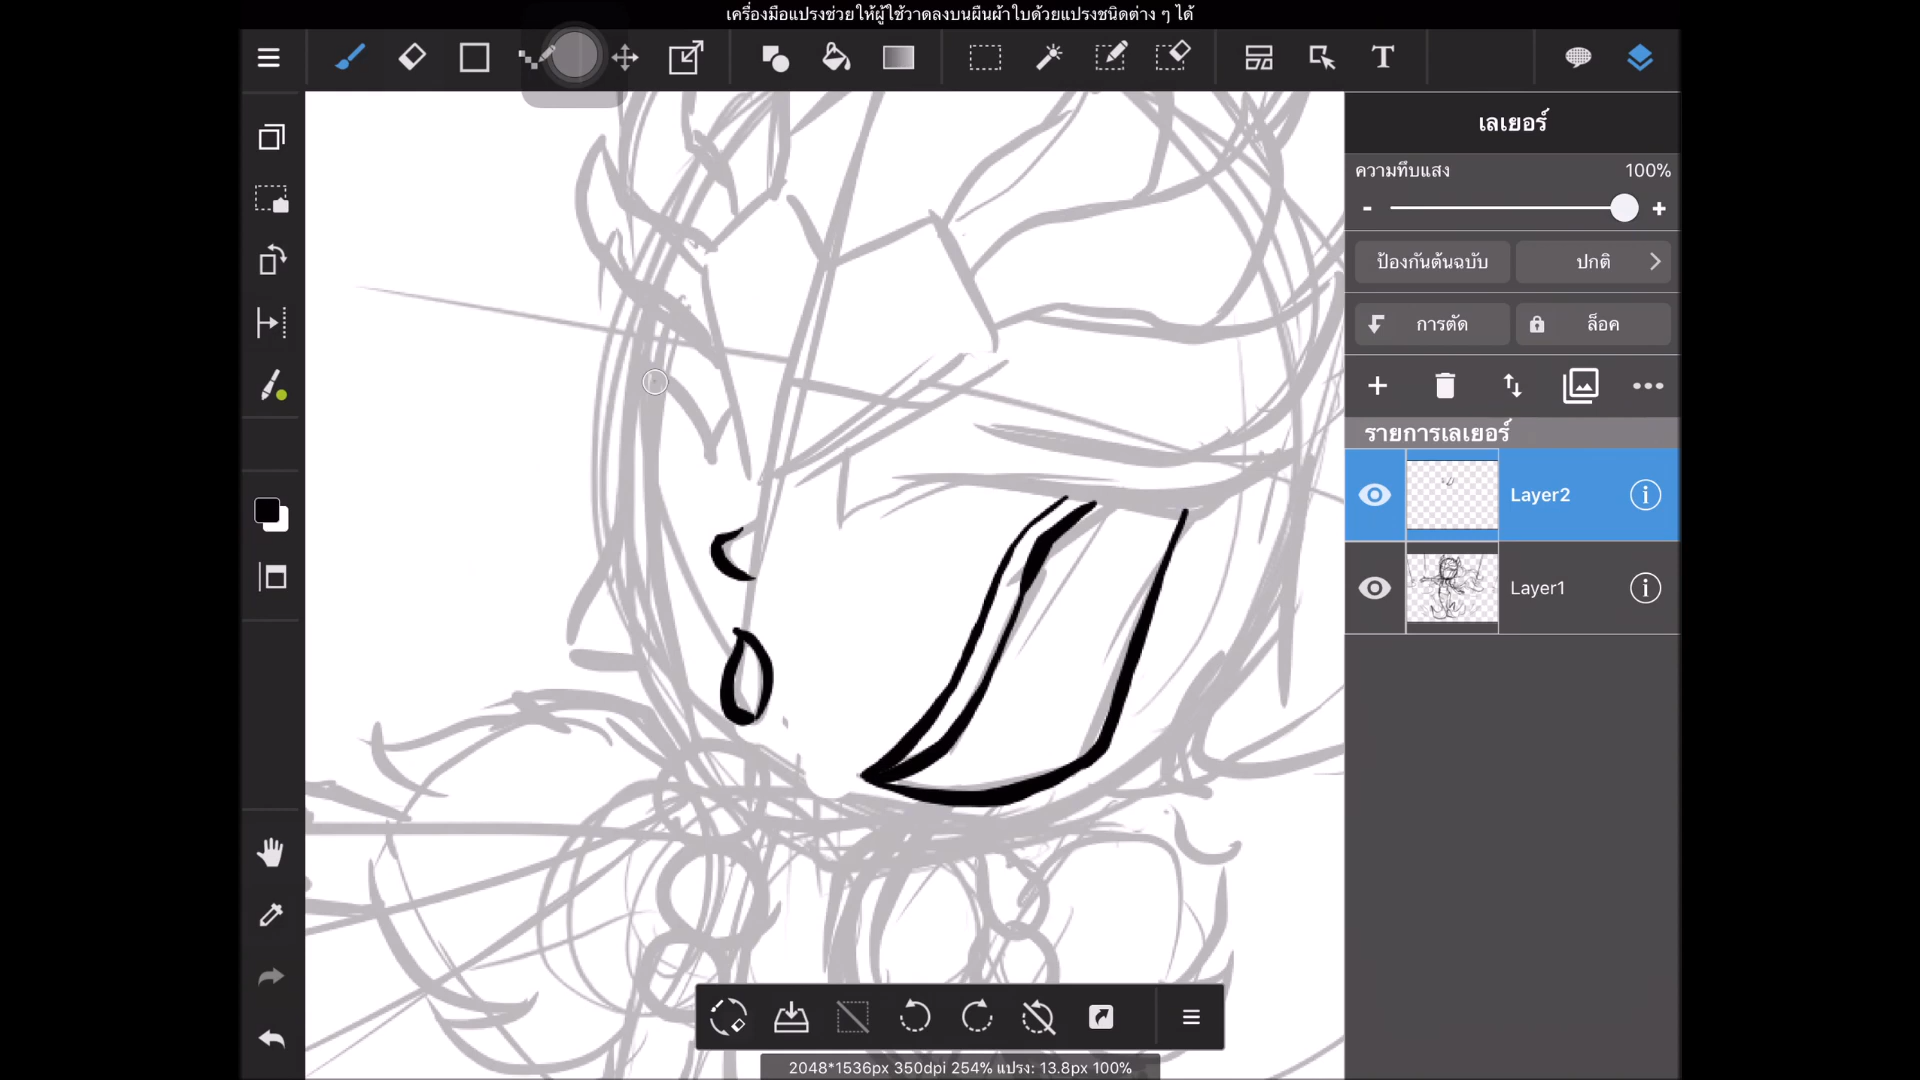 เครื่องมือแปรงช่วยให้ผู้ใช้วาดลงบนผืนผ้าใบด้วยแปรงชนิดต่าง ๆ ได้
T
เลเยอร์
ความทึบแสง 100%
- +
ป้องกันต้นฉบับ ปกติ
การตัด ล็อค
รายการเลเยอร์
Layer2
Layer1
2048*1536px 350dpi 254% แปรง: 13.8px 100%